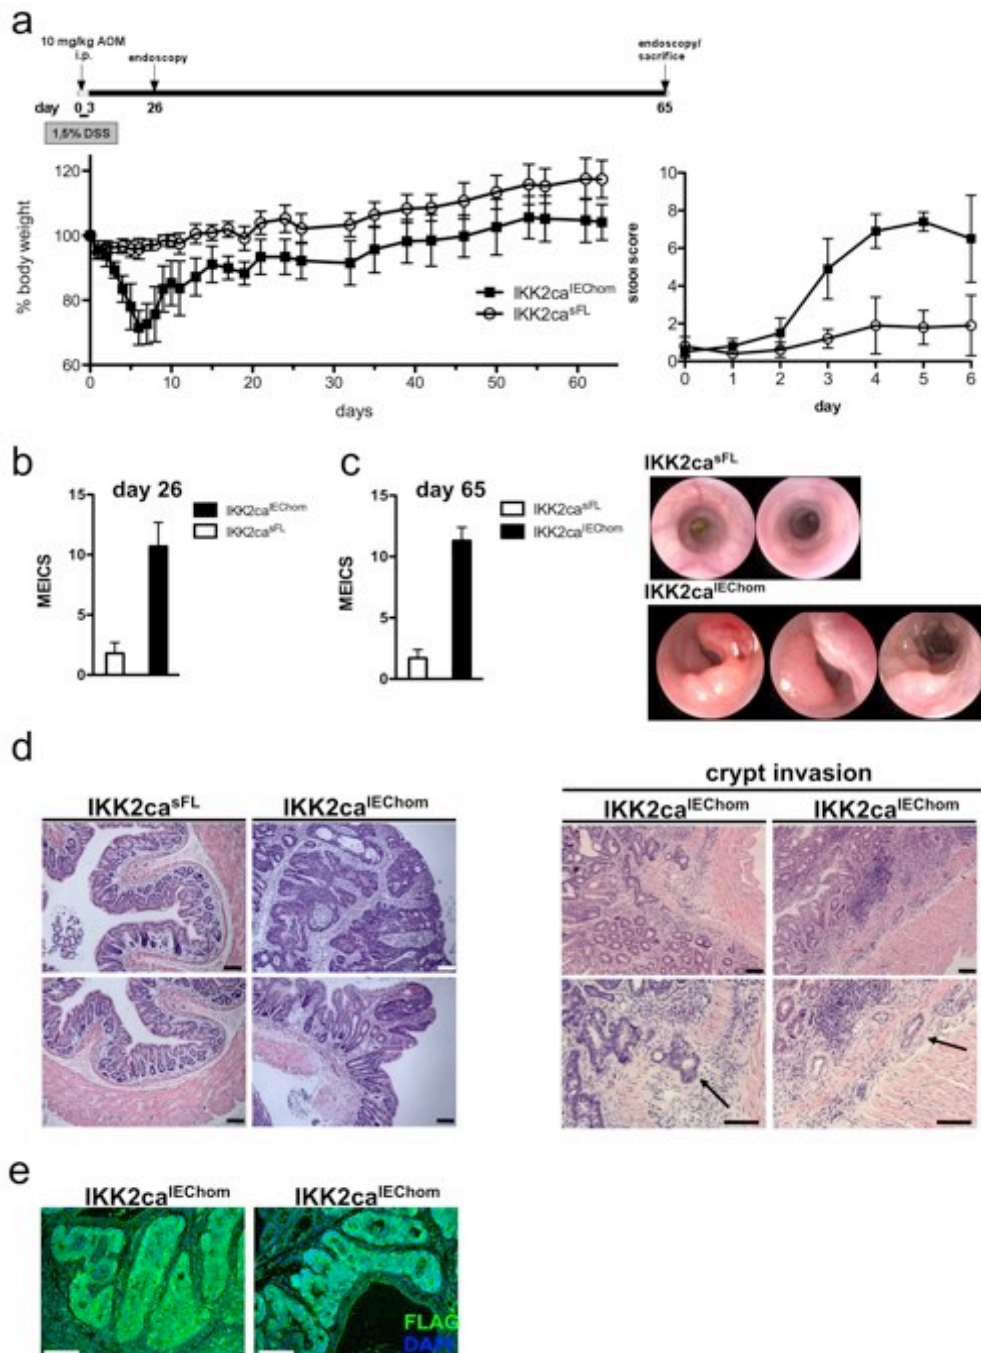 a
10 mg/kg AOM
i.p.
endoscopy
endoscopy/
sacrifice
day 0_3 26 65
1,5% DSS
120
100
80
60
% body weight
0 10 20 30 40 50 60
days
IKK2ca^IEChom
IKK2ca^sFL
10
8
6
4
2
0
stool score
0 1 2 3 4 5 6
day
b
day 26
15
10
5
0
MEICS
IKK2ca^IEChom
IKK2ca^sFL
c
day 65
15
10
5
0
MEICS
IKK2ca^sFL
IKK2ca^IEChom
IKK2ca^sFL
IKK2ca^IEChom
d
IKK2ca^sFL IKK2ca^IEChom
crypt invasion
IKK2ca^IEChom IKK2ca^IEChom
e
IKK2ca^IEChom IKK2ca^IEChom
FLAG
DAPI